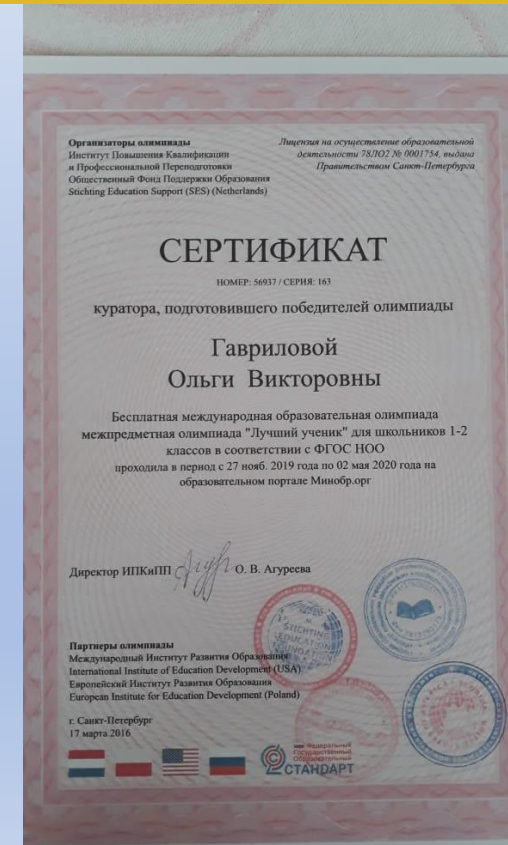 Организаторы олимпиады
Институт Повышения Квалификации
и Профессиональной Переподготовки
Общественный Фонд Поддержки Образования
Stichting Education Support (SES) (Netherlands)
Лицензия на осуществление образовательной
деятельности 78ЛО2 № 0001754, выдана
Правительством Санкт-Петербурга
СЕРТИФИКАТ
НОМЕР: 56937 / СЕРИЯ: 163
куратора, подготовившего победителей олимпиады
Гавриловой
Ольги Викторовны
Бесплатная международная образовательная олимпиада
межпредметная олимпиада "Лучший ученик" для школьников 1-2
классов в соответствии с ФГОС НОО
проходила в период с 27 нояб. 2019 года по 02 мая 2020 года на
образовательном портале Минобр.орг
Директор ИПКиПП О. В. Агуреева
STICHTING
EDUCATION
Партнеры олимпиады
Международный Институт Развития Образования
International Institute of Education Development (USA)
Европейский Институт Развития Образования
European Institute for Education Development (Poland)
г. Санкт-Петербург
17 марта 2016
Федеральный
Государственный
Образовательный
СТАНДАРТ